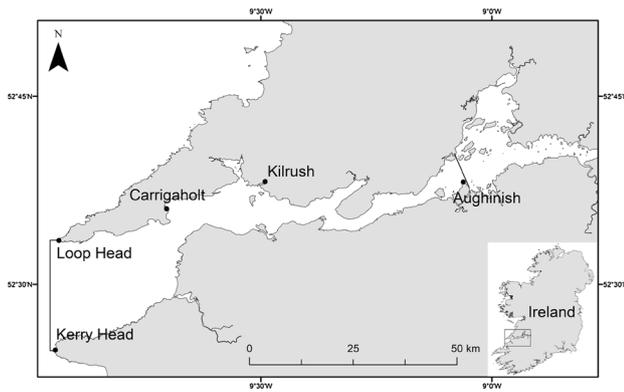 9°30'W 9°0'W
N
52°45'N 52°45'N
Kilrush
Carrigaholt
Aughinish
Loop Head
52°30'N 52°30'N
Ireland
Kerry Head
0 25 50 km
9°30'W 9°0'W